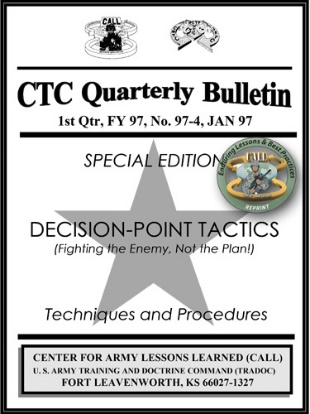 CALL
CTC Quarterly Bulletin
1st Qtr, FY 97, No. 97-4, JAN 97
SPECIAL EDITION
Enduring Lessons & Best Practices
CALL
REPRINT
DECISION-POINT TACTICS
(Fighting the Enemy, Not the Plan!)
Techniques and Procedures
CENTER FOR ARMY LESSONS LEARNED (CALL)
U. S. ARMY TRAINING AND DOCTRINE COMMAND (TRADOC)
FORT LEAVENWORTH, KS 66027-1327